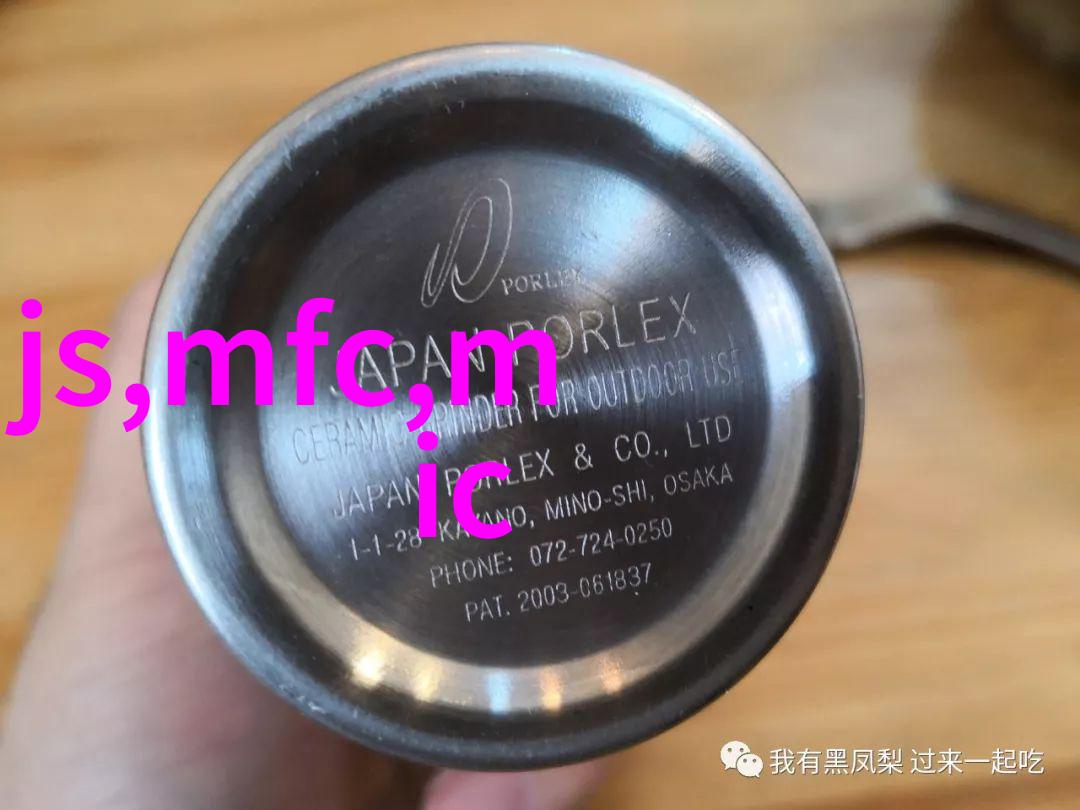 PORLEX
JAPAN PORLEX
CERAMIC GRINDER FOR OUTDOOR USE
JAPAN PORLEX & CO., LTD
1-1-28 KAYANO, MINO-SHI, OSAKA
PHONE: 072-724-0250
PAT. 2003-061837
js,mfc,m
ic
我有黑凤梨 过来一起吃